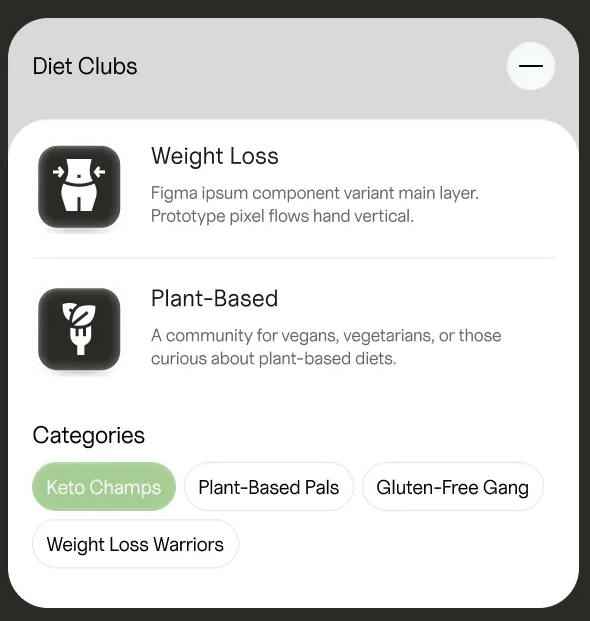 Diet Clubs
Weight Loss
Figma ipsum component variant main layer.
Prototype pixel flows hand vertical.
Plant-Based
A community for vegans, vegetarians, or those
curious about plant-based diets.
Categories
Keto Champs
Plant-Based Pals
Gluten-Free Gang
Weight Loss Warriors